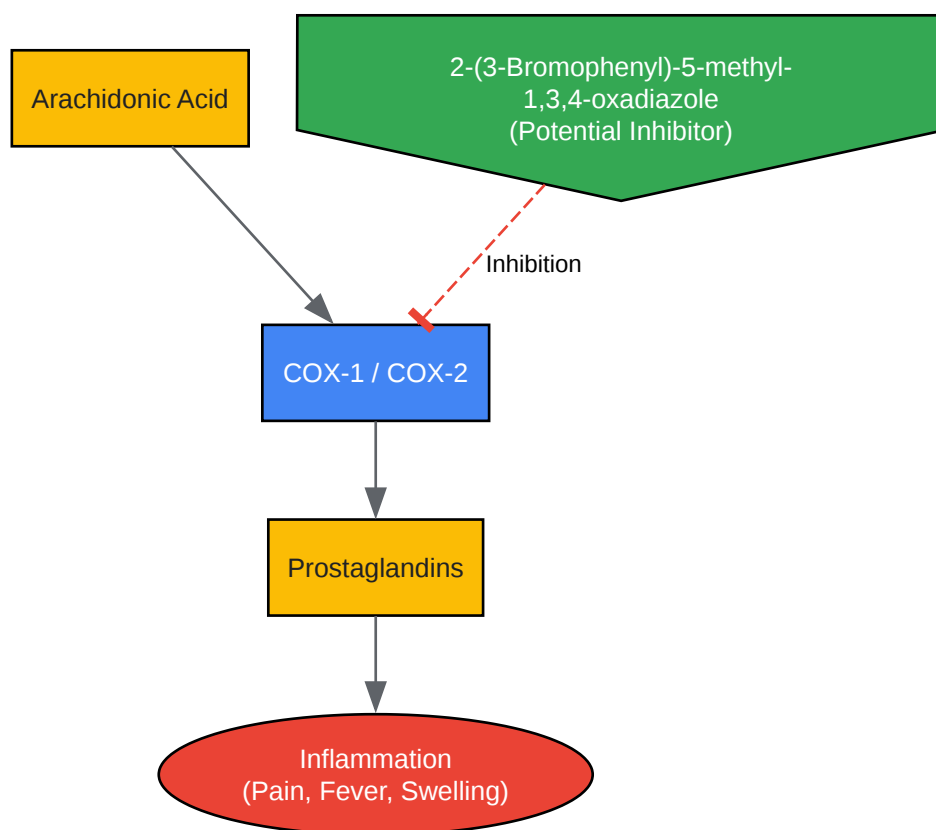 Arachidonic Acid
2-(3-Bromophenyl)-5-methyl-
1,3,4-oxadiazole
(Potential Inhibitor)
Inhibition
COX-1 / COX-2
Prostaglandins
Inflammation
(Pain, Fever, Swelling)